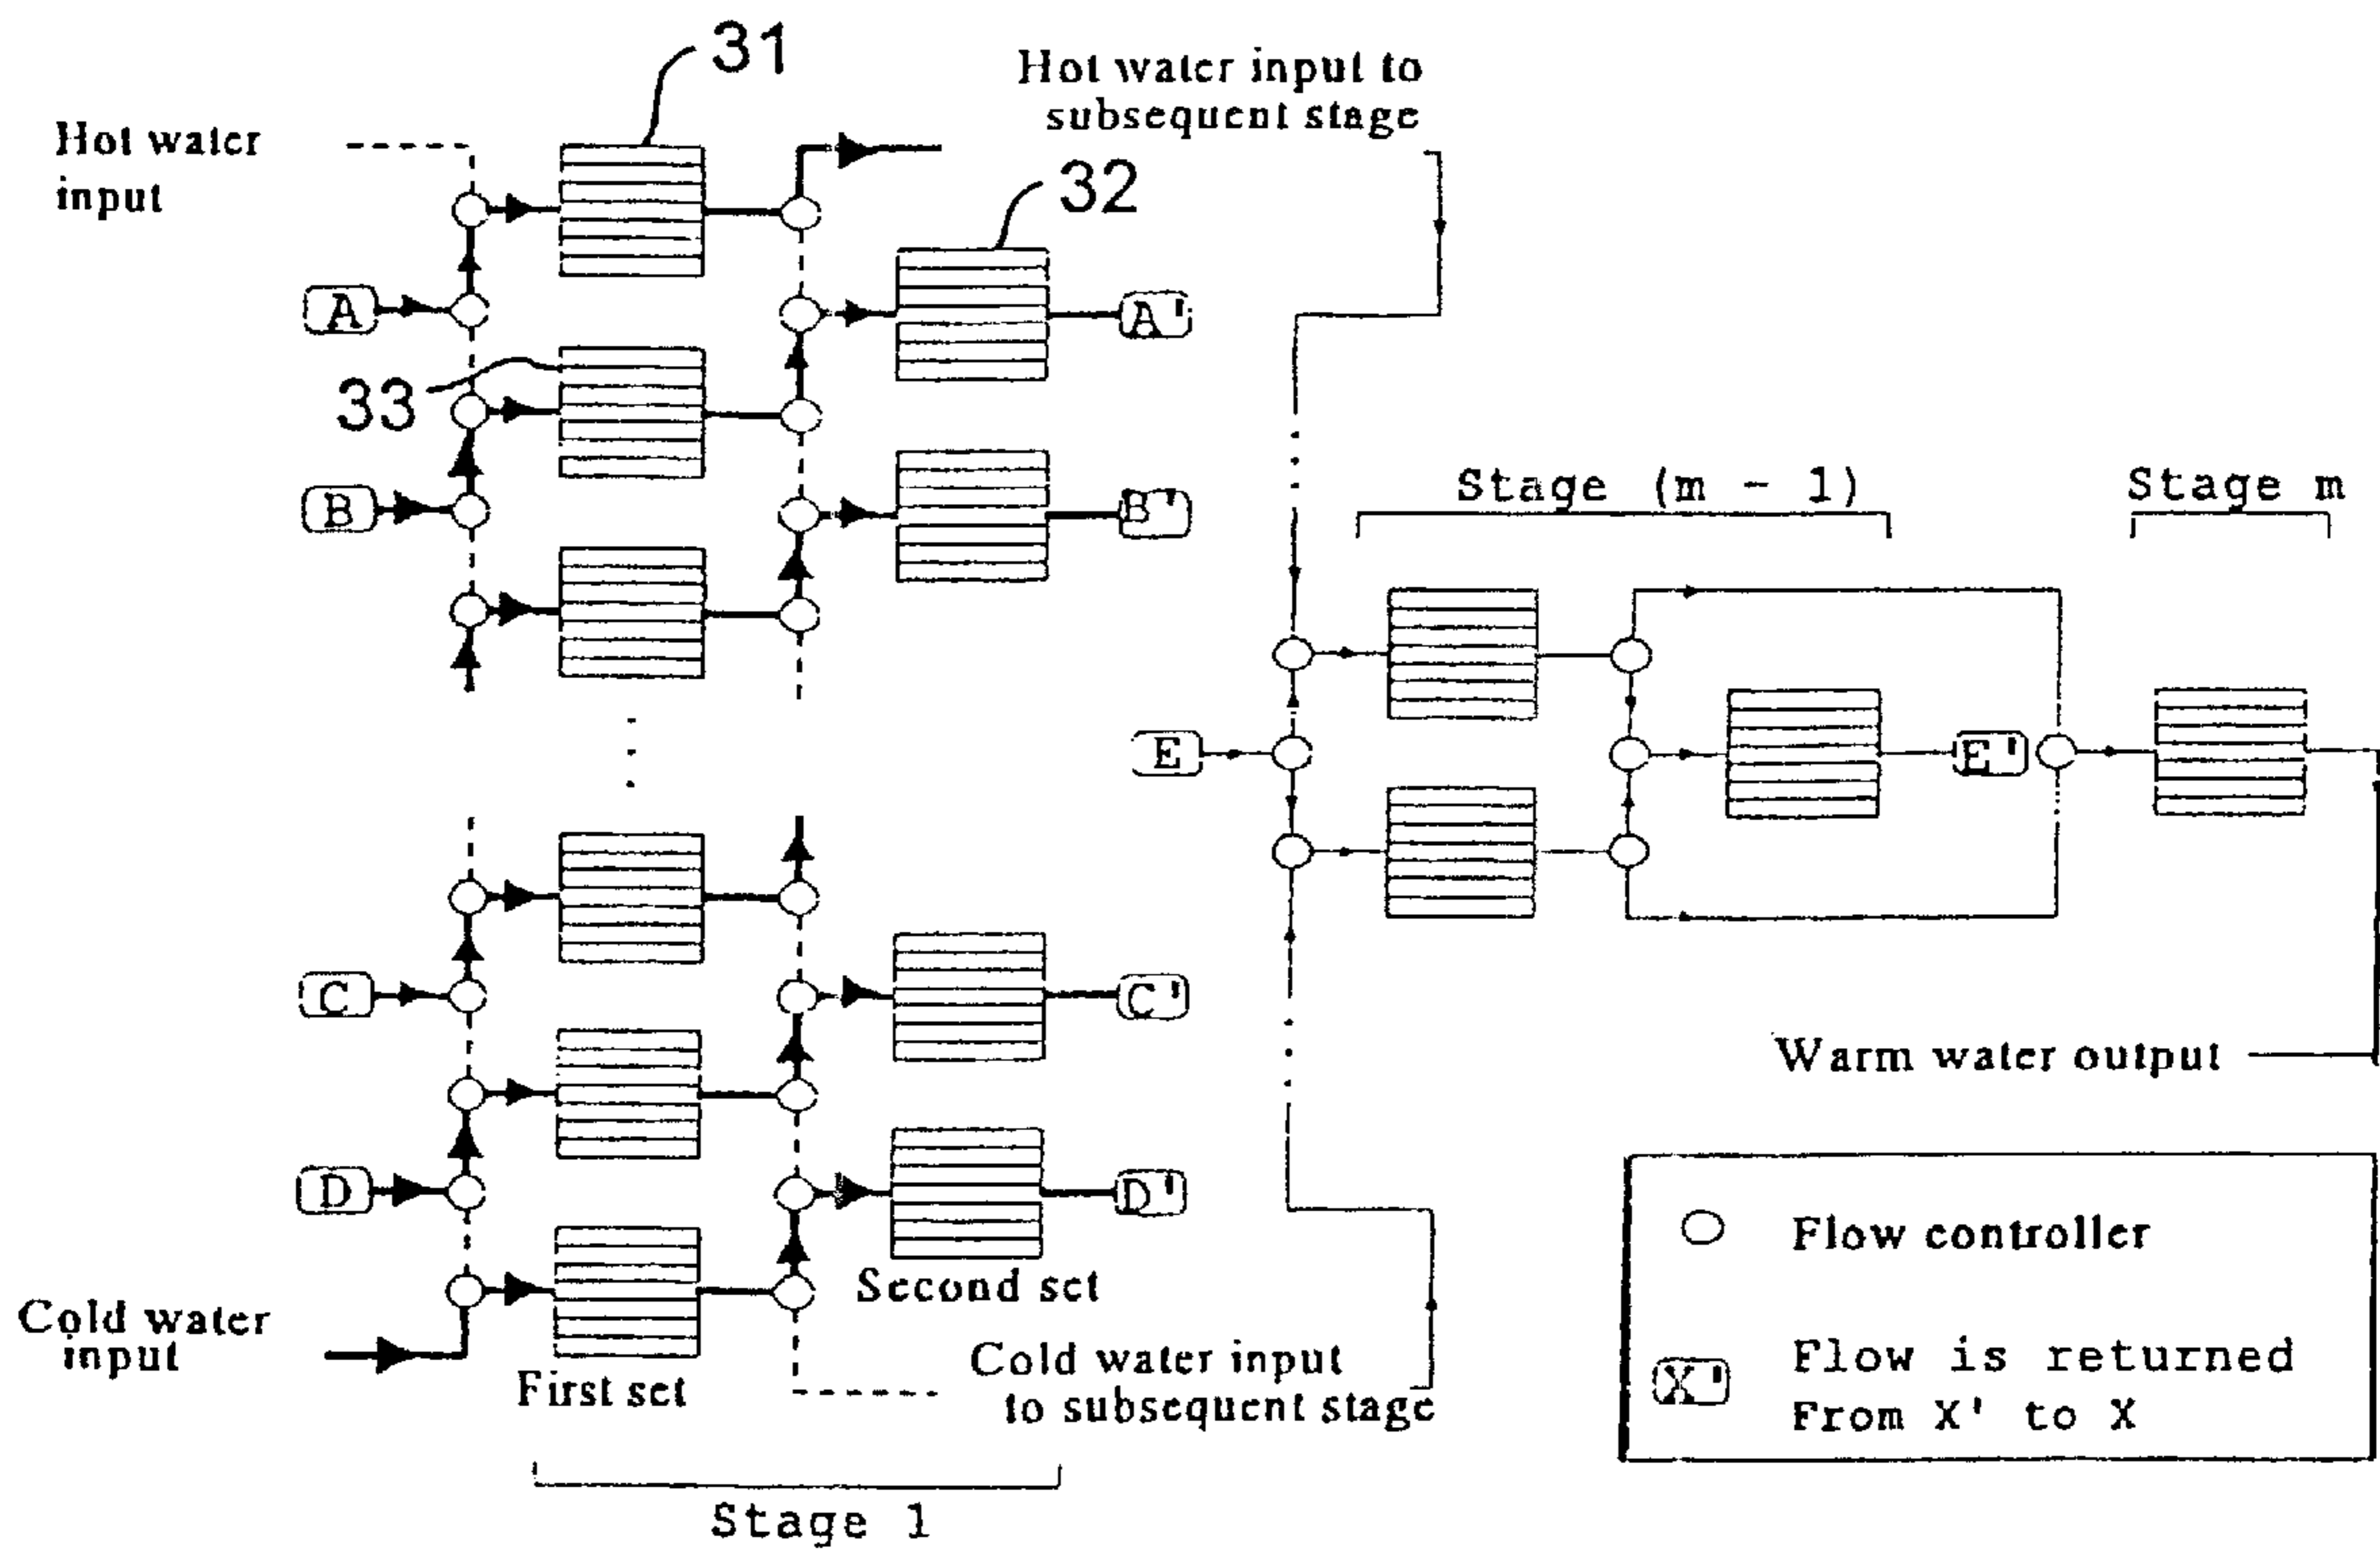 31
Hot water input to
subsequent stage
Hot water
input
32
A
A'
33
B
B'
Stage (m - 1)
Stage m
E
E'
C
C'
Warm water output
D
D'
Second set
Cold water
input
First set
Cold water input
to subsequent stage
Stage 1
Flow controller
X'
Flow is returned
From X' to X